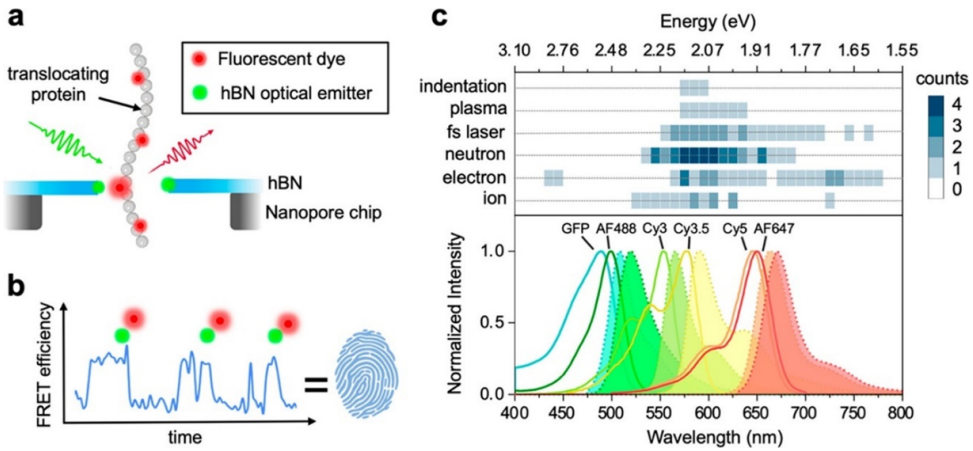 a
translocating
protein
Fluorescent dye
hBN optical emitter
hBN
Nanopore chip
b
FRET efficiency
time
=
c
Energy (eV)
3.10 2.76 2.48 2.25 2.07 1.91 1.77 1.65 1.55
indentation
plasma
fs laser
neutron
electron
ion
counts
4
3
2
1
0
GFP AF488 Cy3 Cy3.5 Cy5 AF647
Normalized Intensity
1.0
0.5
0.0
400 450 500 550 600 650 700 750 800
Wavelength (nm)